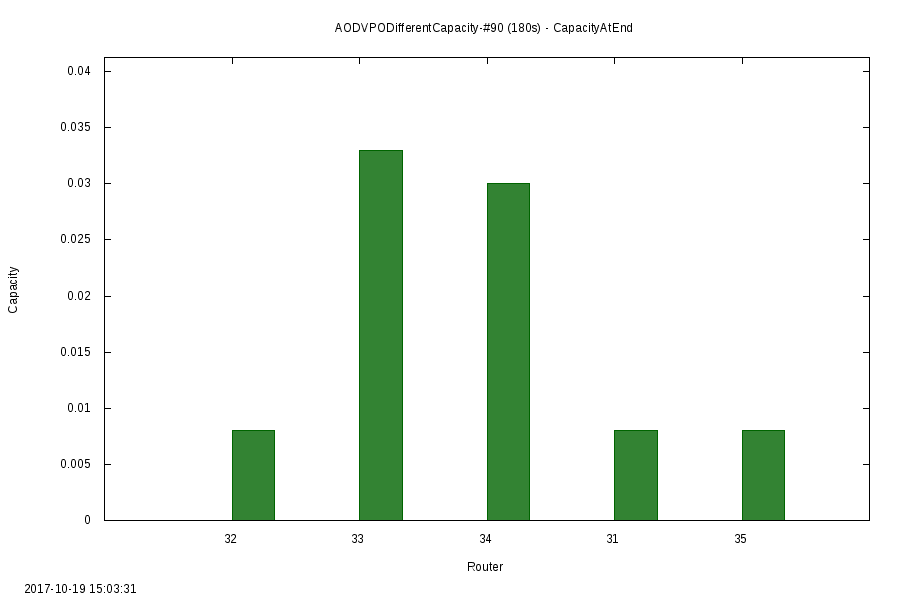 AODVPODifferentCapacity-#90 (180s) - CapacityAtEnd
0.04
0.035
0.03
0.025
0.02
0.015
0.01
0.005
0
Capacity
32 33 34 31 35
Router
2017-10-19 15:03:31